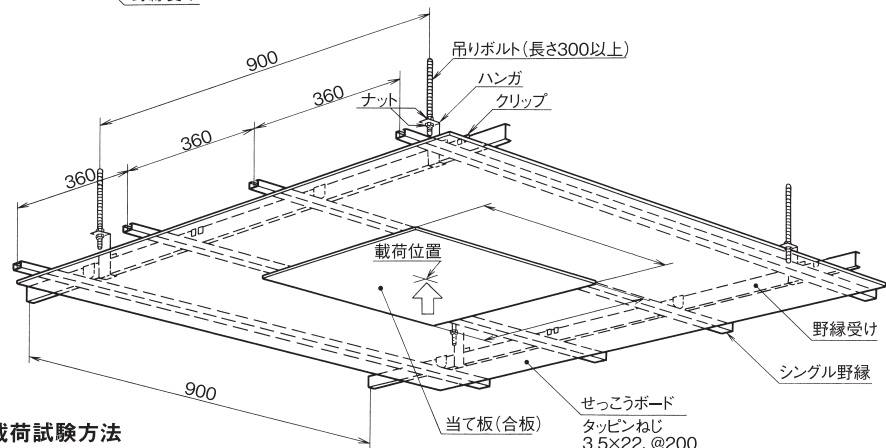 900
吊りボルト(長さ300以上)
ハンガ
ナット
クリップ
360
360
360
載荷位置
野縁受け
シングル野縁
900
せっこうボード
タッピンねじ
3.5×22, @200
当て板(合板)
載荷試験方法